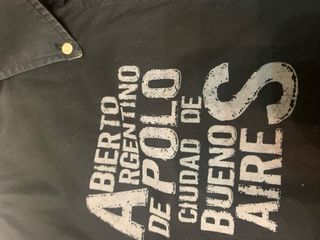 ABIERTO
ARGENTINO
DE POLO
CIUDAD DE
BUENOS
AIRES